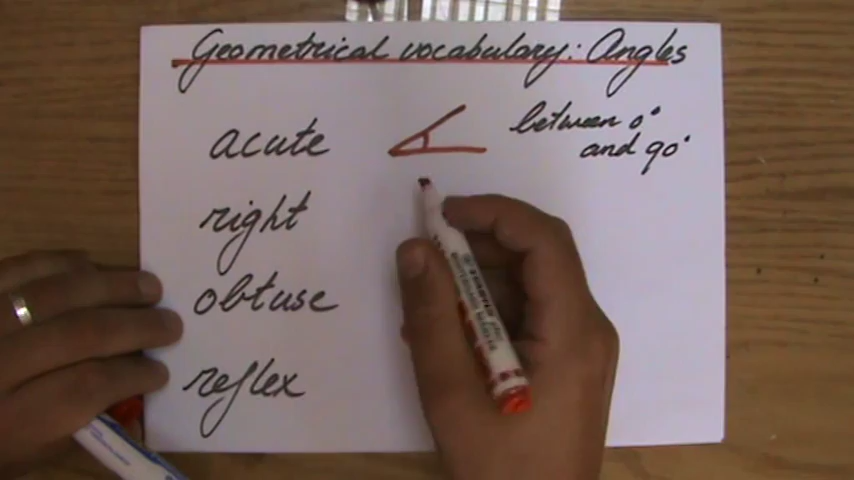 Geometrical vocabulary: Angles
acute
between 0°
and 90°
right
obtuse
reflex